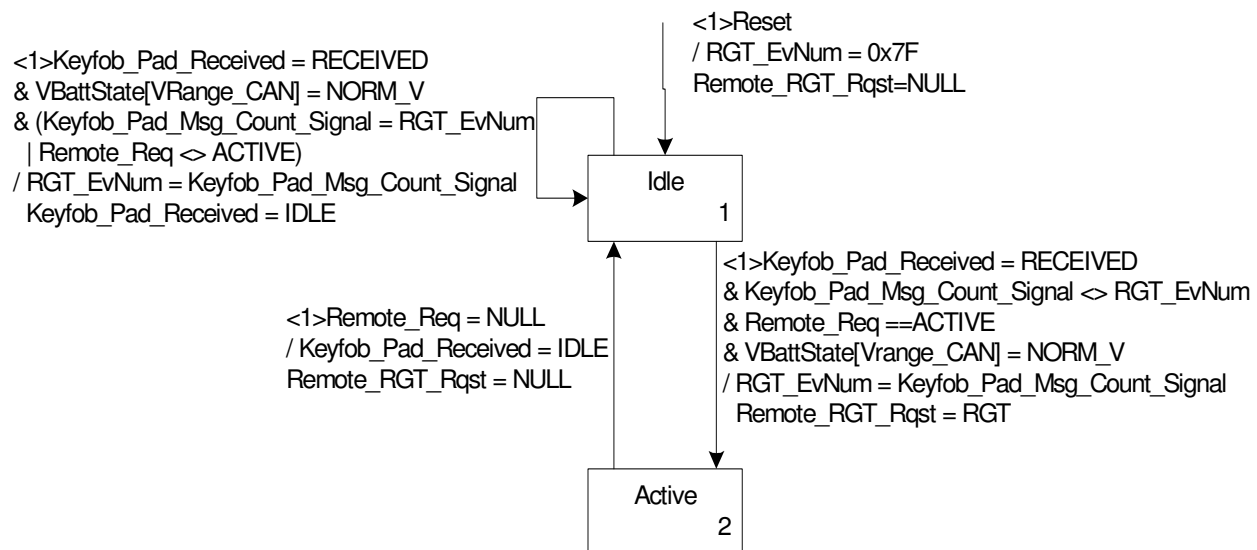 <1>Reset
/ RGT_EvNum = 0x7F
Remote_RGT_Rqst=NULL
<1>Keyfob_Pad_Received = RECEIVED
& VBattState[VRange_CAN] = NORM_V
& (Keyfob_Pad_Msg_Count_Signal = RGT_EvNum
| Remote_Req <> ACTIVE)
/ RGT_EvNum = Keyfob_Pad_Msg_Count_Signal
Keyfob_Pad_Received = IDLE
Idle
1
<1>Keyfob_Pad_Received = RECEIVED
& Keyfob_Pad_Msg_Count_Signal <> RGT_EvNum
& Remote_Req ==ACTIVE
& VBattState[Vrange_CAN] = NORM_V
/ RGT_EvNum = Keyfob_Pad_Msg_Count_Signal
Remote_RGT_Rqst = RGT
<1>Remote_Req = NULL
/ Keyfob_Pad_Received = IDLE
Remote_RGT_Rqst = NULL
Active
2